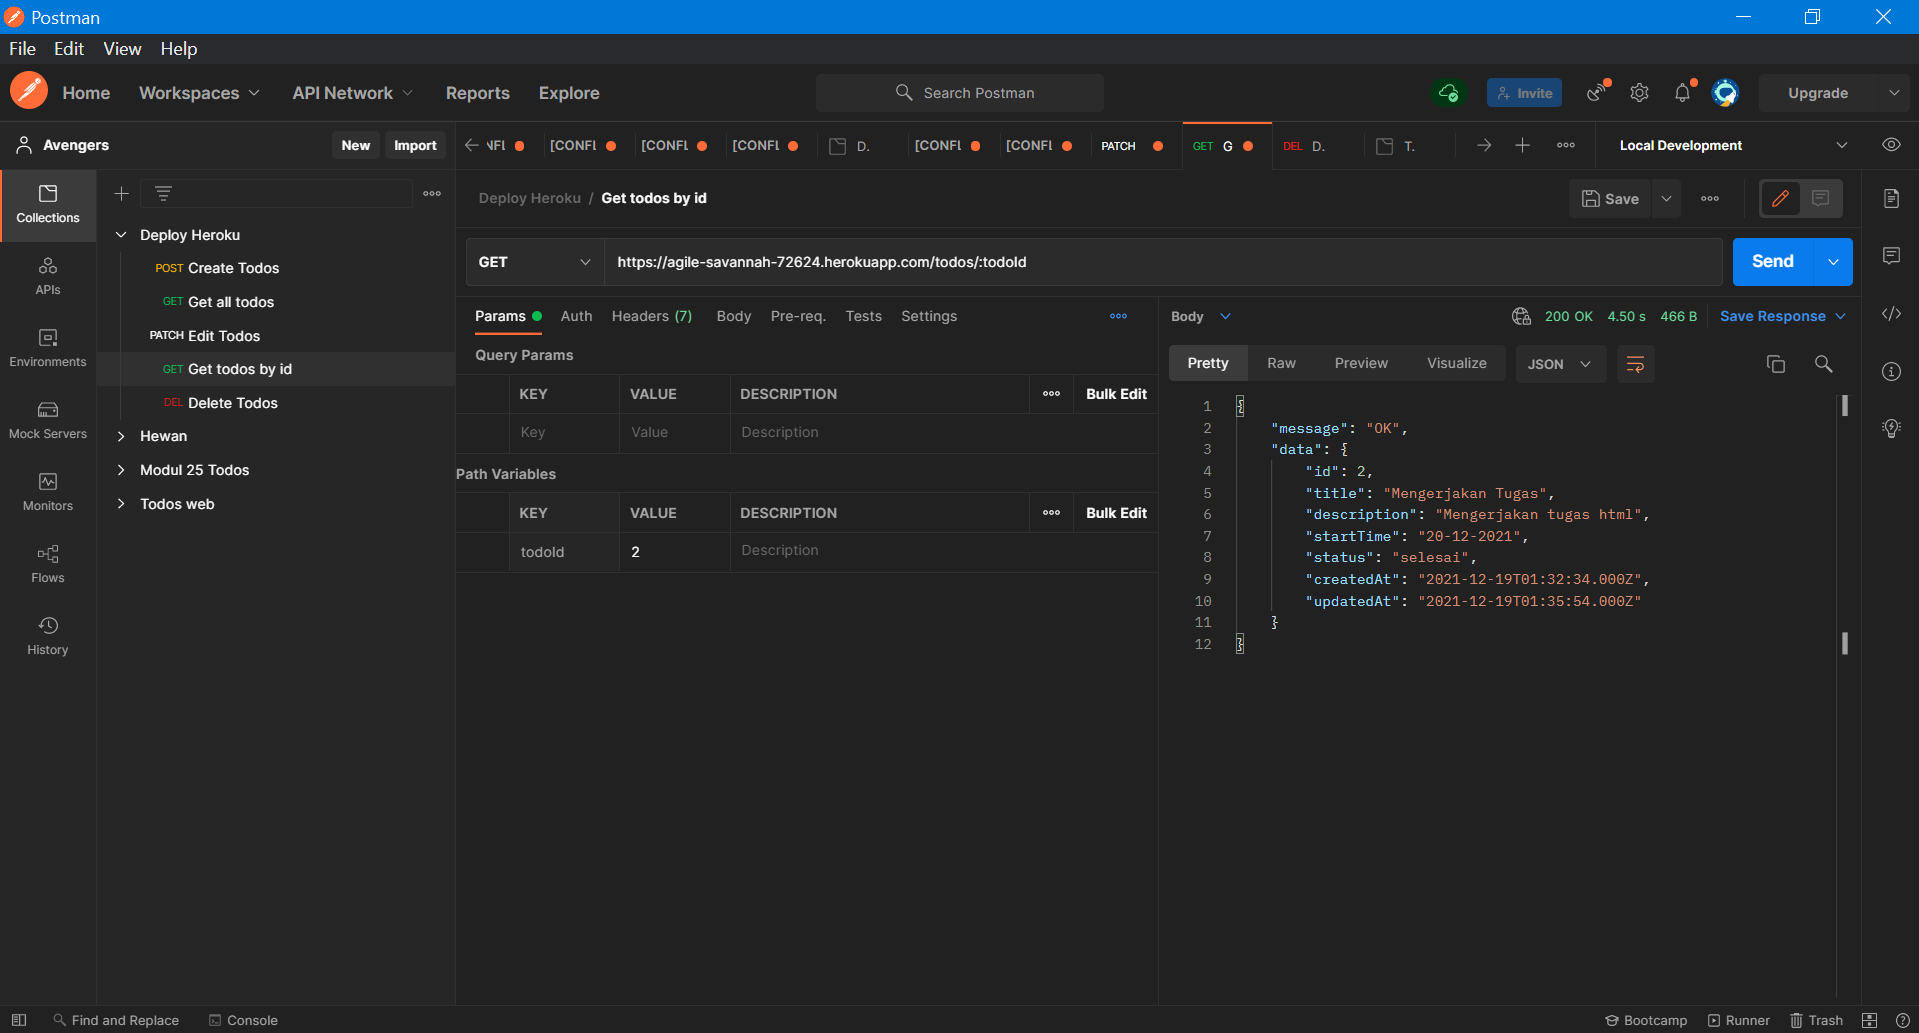 Postman
File Edit View Help
Home Workspaces API Network Reports Explore Search Postman Invite Upgrade
Avengers New Import NFL [CONFL [CONFL [CONFL D. [CONFL [CONFL PATCH GET G DEL D. T. Local Development
Collections
APIs
Environments
Mock Servers
Monitors
Flows
History
Deploy Heroku
POST Create Todos
GET Get all todos
PATCH Edit Todos
GET Get todos by id
DEL Delete Todos
Hewan
Modul 25 Todos
Todos web
Deploy Heroku / Get todos by id Save
GET https://agile-savannah-72624.herokuapp.com/todos/:todoId Send
Params Auth Headers (7) Body Pre-req. Tests Settings
Query Params
KEY VALUE DESCRIPTION Bulk Edit
Key Value Description
Path Variables
KEY VALUE DESCRIPTION Bulk Edit
todoId 2 Description
Body 200 OK 4.50 s 466 B Save Response
Pretty Raw Preview Visualize JSON
1 {
2 "message": "OK",
3 "data": {
4 "id": 2,
5 "title": "Mengerjakan Tugas",
6 "description": "Mengerjakan tugas html",
7 "startTime": "20-12-2021",
8 "status": "selesai",
9 "createdAt": "2021-12-19T01:32:34.000Z",
10 "updatedAt": "2021-12-19T01:35:54.000Z"
11 }
12 }
Find and Replace Console Bootcamp Runner Trash